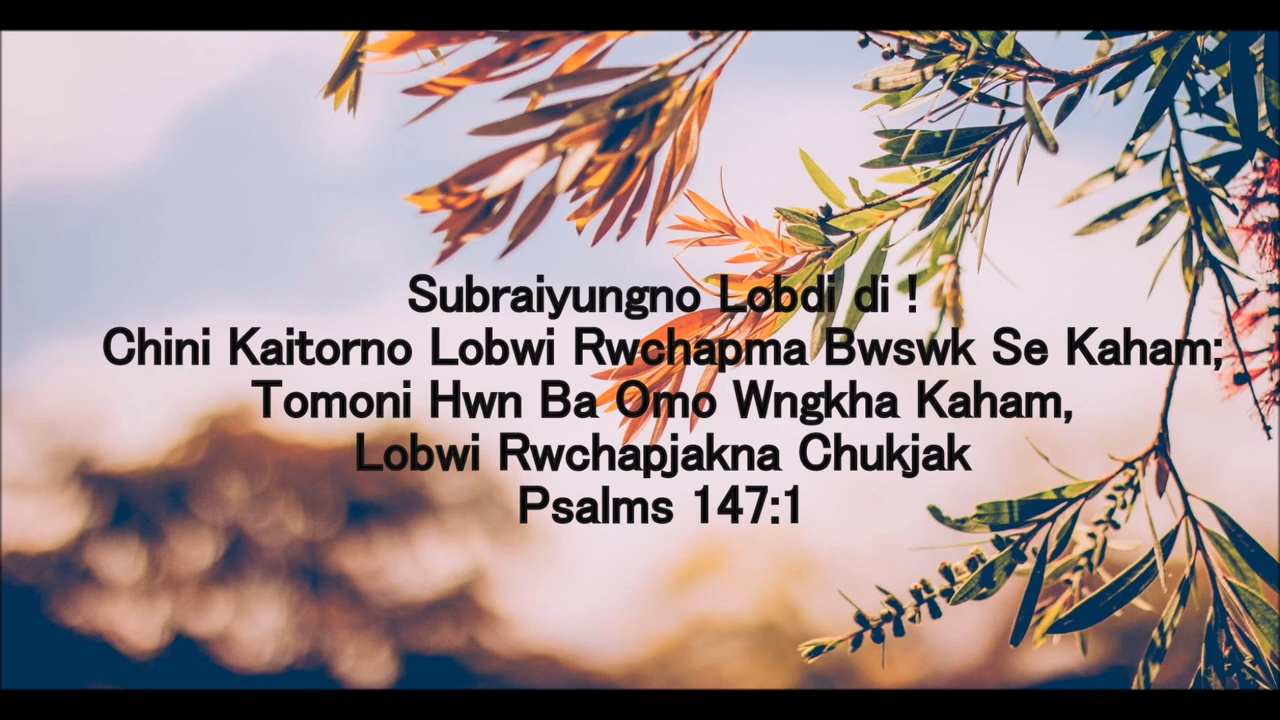 Subraiyungno Lobdi di !
Chini Kaitorno Lobwi Rwchapma Bwswk Se Kaham;
Tomoni Hwn Ba Omo Wngkha Kaham,
Lobwi Rwchapjakna Chukjak
Psalms 147:1